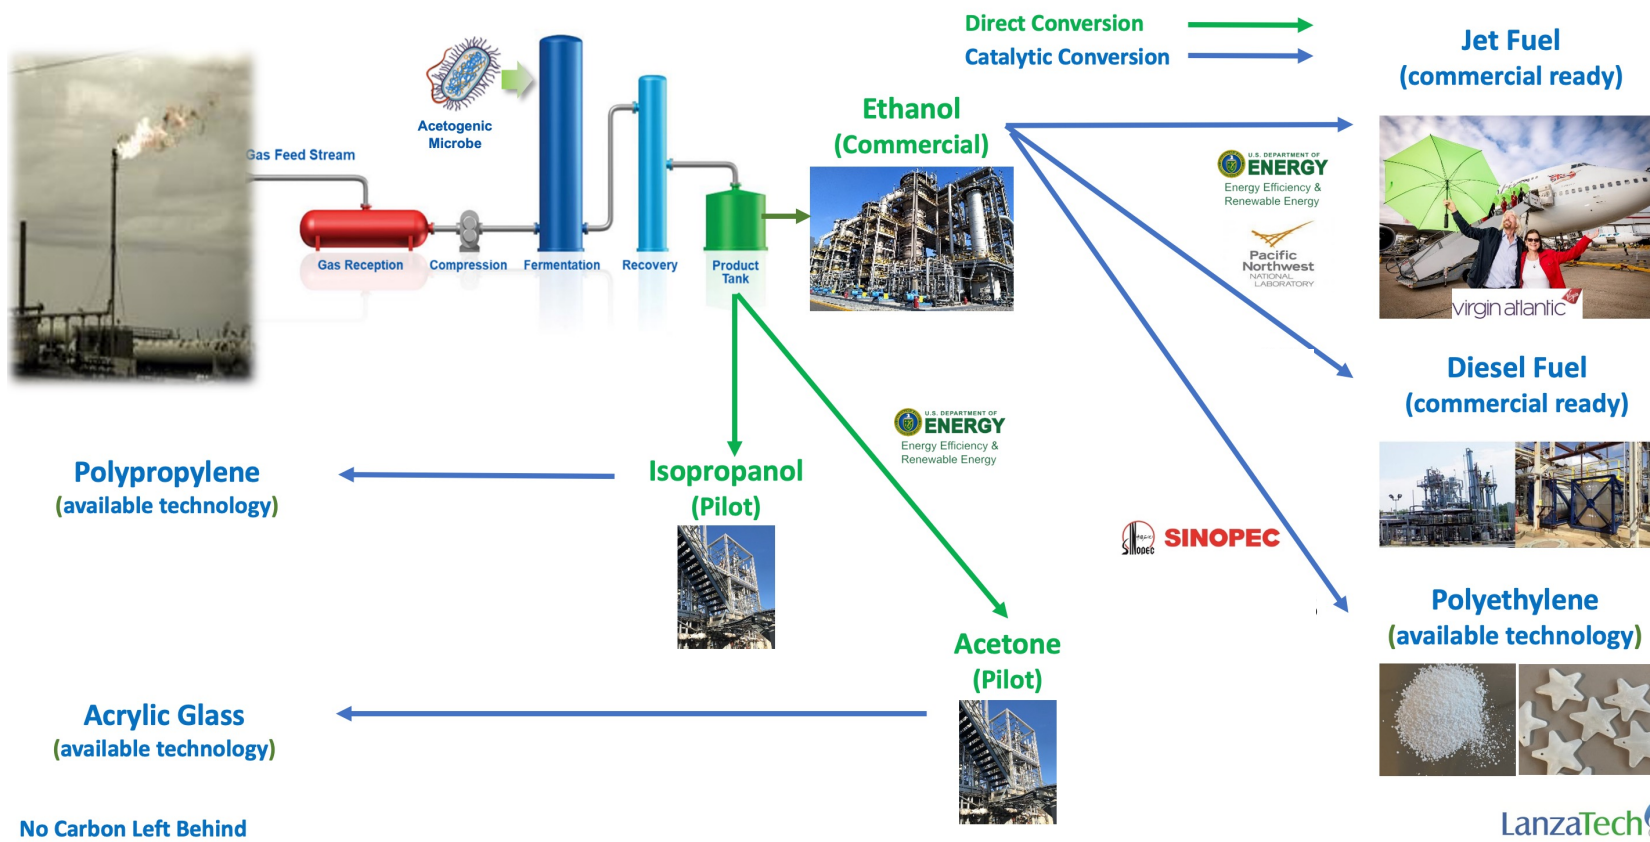 Direct Conversion
Catalytic Conversion
Jet Fuel
(commercial ready)
Acetogenic
Microbe
Gas Feed Stream
Ethanol
(Commercial)
U.S. DEPARTMENT OF
ENERGY
Energy Efficiency &
Renewable Energy
Pacific
Northwest
NATIONAL
LABORATORY
virgin atlantic
Gas Reception
Compression
Fermentation
Recovery
Product
Tank
Diesel Fuel
(commercial ready)
U.S. DEPARTMENT OF
ENERGY
Energy Efficiency &
Renewable Energy
Polypropylene
(available technology)
Isopropanol
(Pilot)
SINOPEC
SINOPEC
Polyethylene
(available technology)
Acetone
(Pilot)
Acrylic Glass
(available technology)
No Carbon Left Behind
LanzaTech